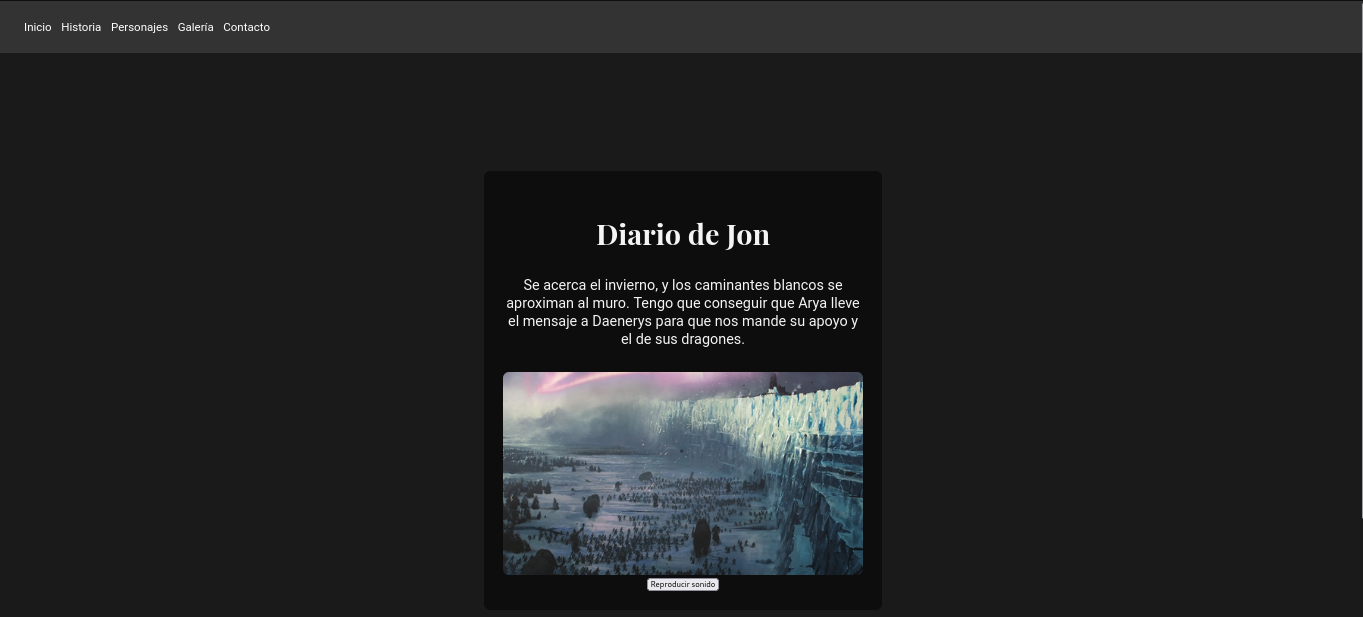 Inicio Historia Personajes Galería Contacto
Diario de Jon
Se acerca el invierno, y los caminantes blancos se
aproximan al muro. Tengo que conseguir que Arya lleve
el mensaje a Daenerys para que nos mande su apoyo y
el de sus dragones.
Reproducir sonido